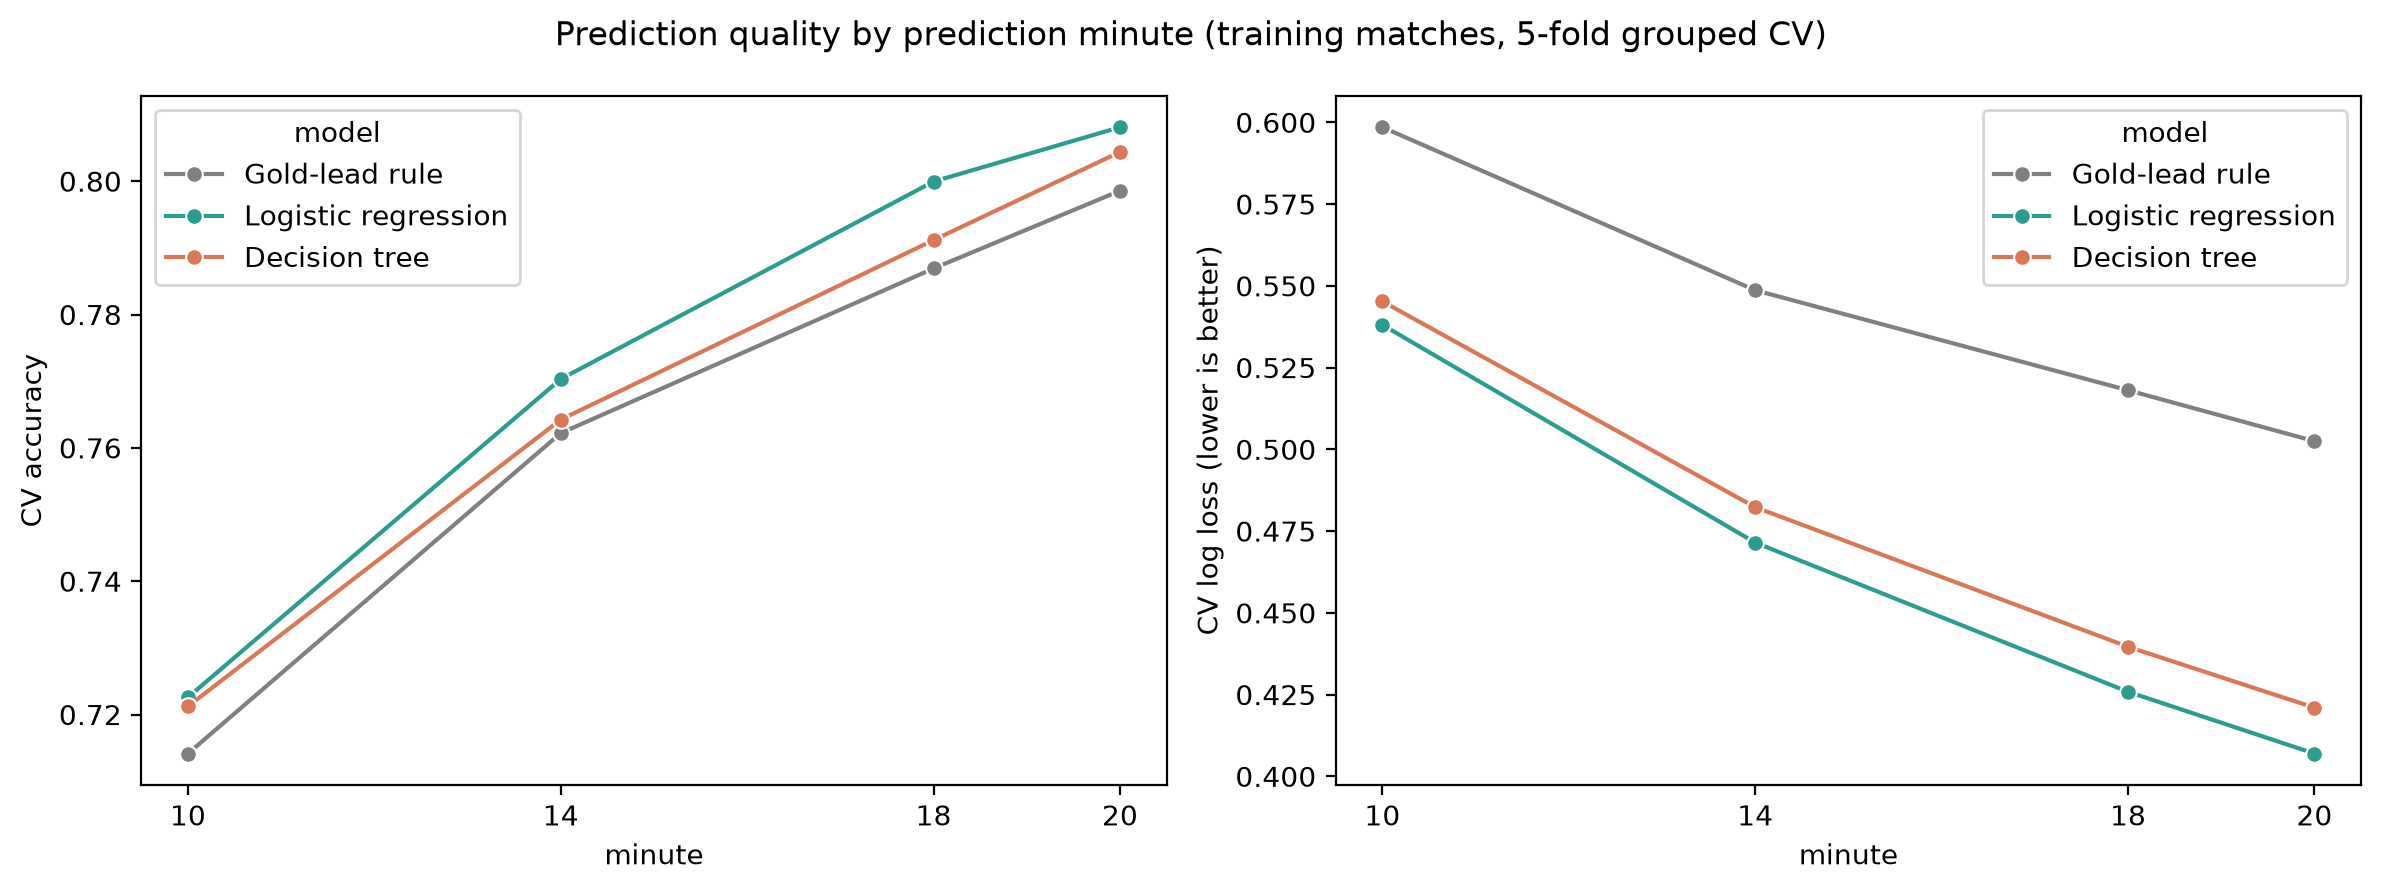 Prediction quality by prediction minute (training matches, 5-fold grouped CV)
model
Gold-lead rule
Logistic regression
Decision tree
CV accuracy
0.80
0.78
0.76
0.74
0.72
10
14
18
20
minute
model
Gold-lead rule
Logistic regression
Decision tree
CV log loss (lower is better)
0.600
0.575
0.550
0.525
0.500
0.475
0.450
0.425
0.400
10
14
18
20
minute